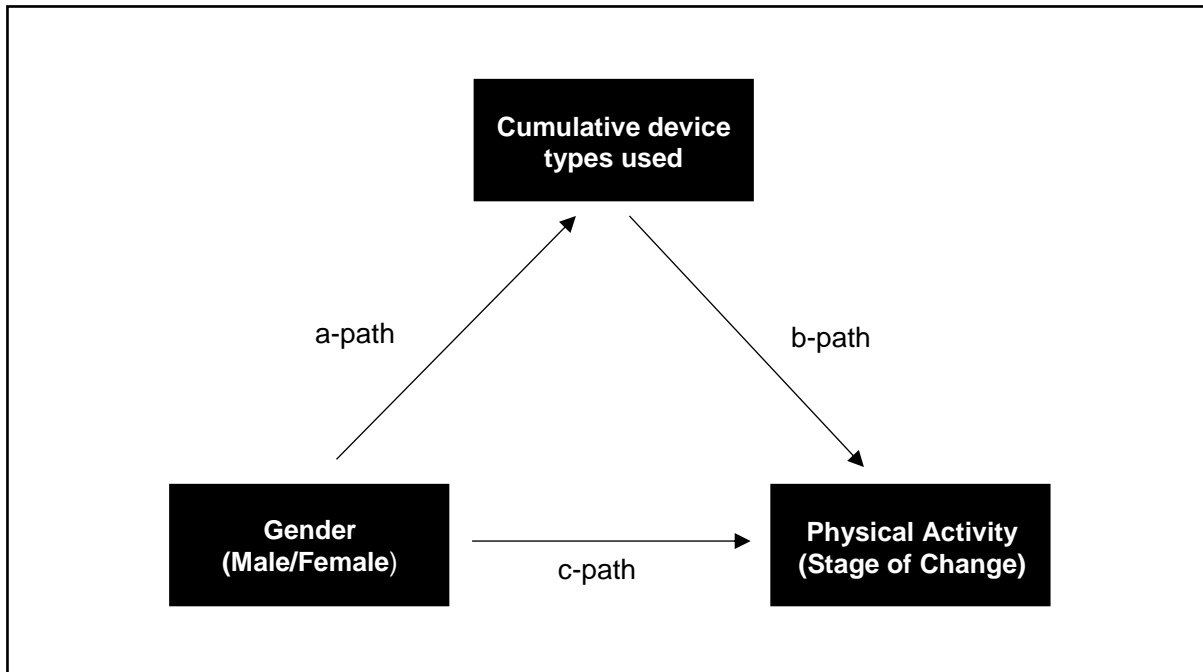 Cumulative device
types used
a-path
b-path
Gender
(Male/Female)
c-path
Physical Activity
(Stage of Change)